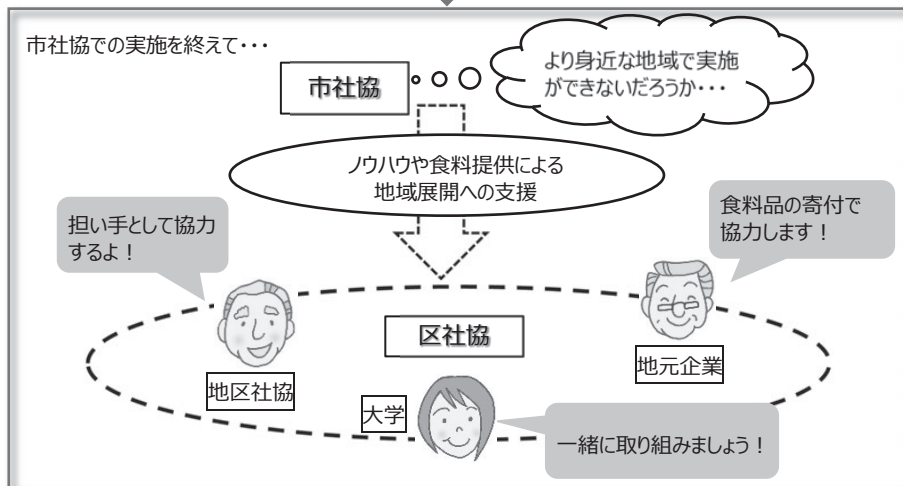 市社協での実施を終えて・・・
市社協
より身近な地域で実施
ができないだろうか・・・
ノウハウや食料提供による
地域展開への支援
担い手として協力
するよ！
食料品の寄付で
協力します！
区社協
地区社協
地元企業
大学
一緒に取り組みましょう！